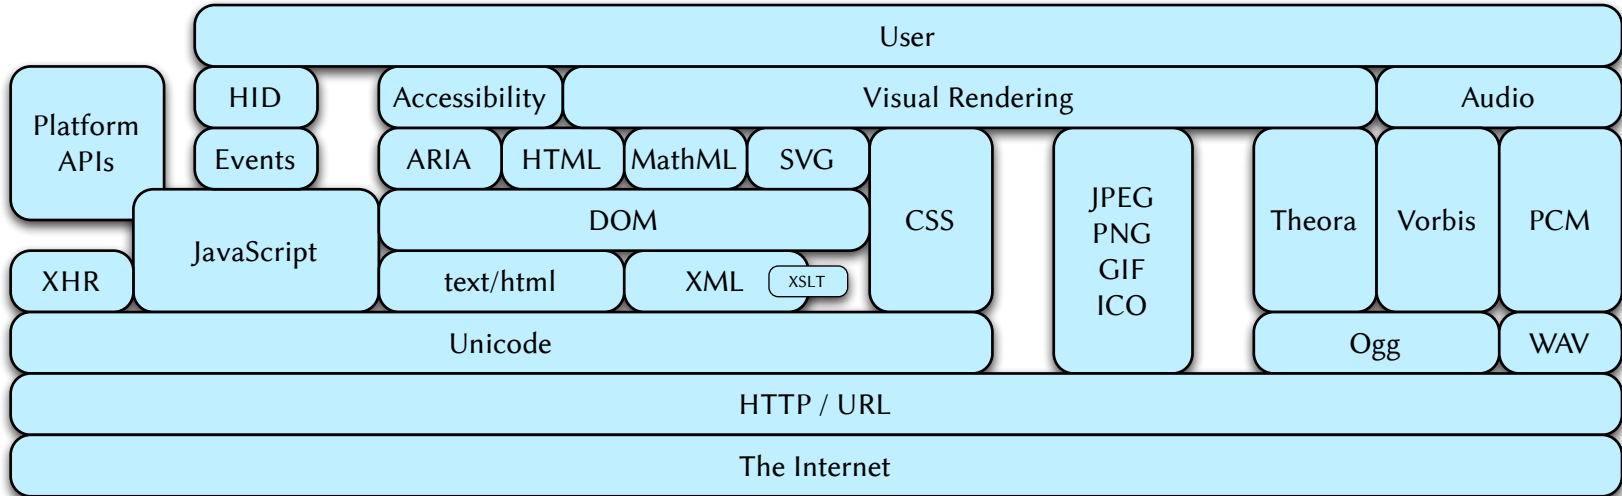 User
HID
Accessibility
Visual Rendering
Audio
Platform
APIs
Events
ARIA
HTML
MathML
SVG
CSS
JPEG
PNG
GIF
ICO
Theora
Vorbis
PCM
JavaScript
DOM
XHR
text/html
XML
XSLT
Unicode
Ogg
WAV
HTTP / URL
The Internet